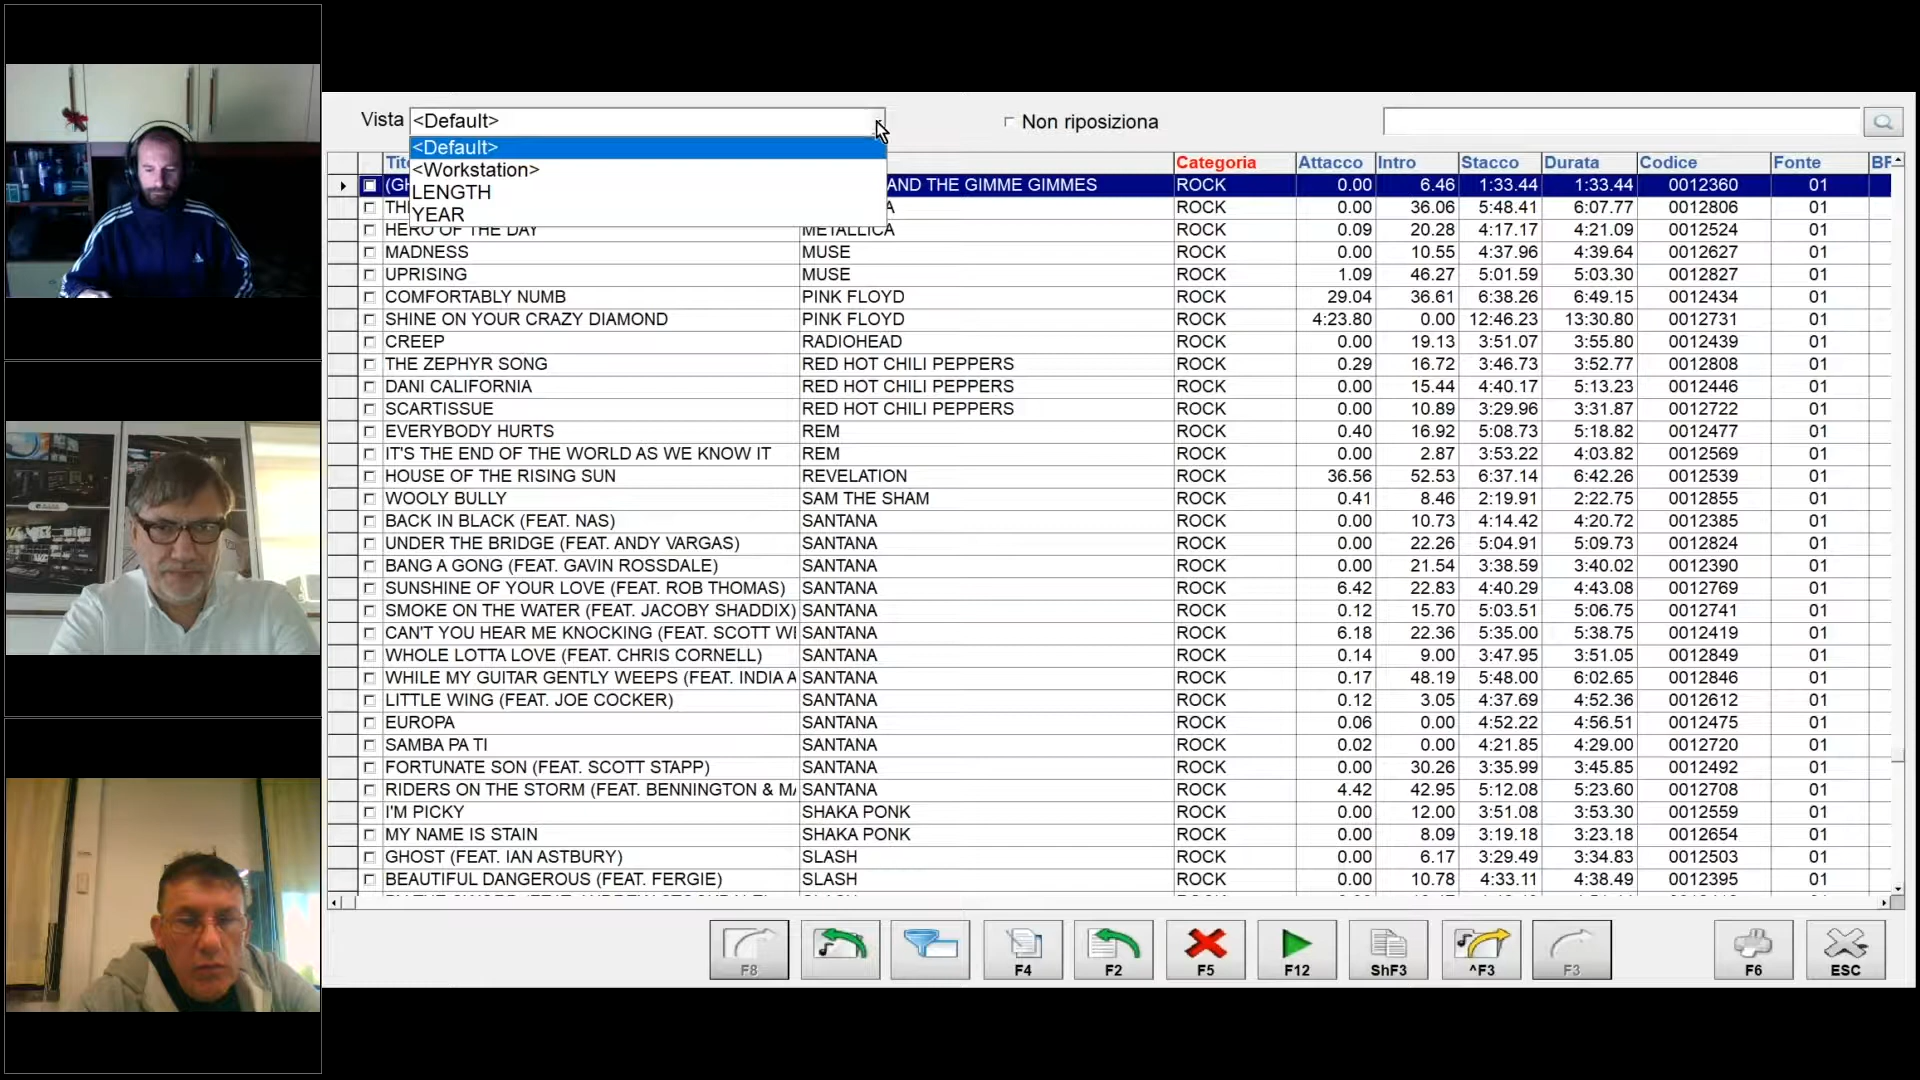 Vista <Default> Non riposiziona
<Default>
<Workstation>
LENGTH
YEAR
Categoria Attacco Intro Stacco Durata Codice Fonte
AND THE GIMME GIMMES ROCK 0.00 6.46 1:33.44 1:33.44 0012360 01
ROCK 0.00 36.06 5:48.41 6:07.77 0012806 01
HERO OF THE DAY METALLICA ROCK 0.09 20.28 4:17.17 4:21.09 0012524 01
MADNESS MUSE ROCK 0.00 10.55 4:37.96 4:39.64 0012627 01
UPRISING MUSE ROCK 1.09 46.27 5:01.59 5:03.30 0012827 01
COMFORTABLY NUMB PINK FLOYD ROCK 29.04 36.61 6:38.26 6:49.15 0012434 01
SHINE ON YOUR CRAZY DIAMOND PINK FLOYD ROCK 4:23.80 0.00 12:46.23 13:30.80 0012731 01
CREEP RADIOHEAD ROCK 0.00 19.13 3:51.07 3:55.80 0012439 01
THE ZEPHYR SONG RED HOT CHILI PEPPERS ROCK 0.29 16.72 3:46.73 3:52.77 0012808 01
DANI CALIFORNIA RED HOT CHILI PEPPERS ROCK 0.00 15.44 4:40.17 5:13.23 0012446 01
SCARTISSUE RED HOT CHILI PEPPERS ROCK 0.00 10.89 3:29.96 3:31.87 0012722 01
EVERYBODY HURTS REM ROCK 0.40 16.92 5:08.73 5:18.82 0012477 01
IT'S THE END OF THE WORLD AS WE KNOW IT REM ROCK 0.00 2.87 3:53.22 4:03.82 0012569 01
HOUSE OF THE RISING SUN REVELATION ROCK 36.56 52.53 6:37.14 6:42.26 0012539 01
WOOLY BULLY SAM THE SHAM ROCK 0.41 8.46 2:19.91 2:22.75 0012855 01
BACK IN BLACK (FEAT. NAS) SANTANA ROCK 0.00 10.73 4:14.42 4:20.72 0012385 01
UNDER THE BRIDGE (FEAT. ANDY VARGAS) SANTANA ROCK 0.00 22.26 5:04.91 5:09.73 0012824 01
BANG A GONG (FEAT. GAVIN ROSSDALE) SANTANA ROCK 0.00 21.54 3:38.59 3:40.02 0012390 01
SUNSHINE OF YOUR LOVE (FEAT. ROB THOMAS) SANTANA ROCK 6.42 22.83 4:40.29 4:43.08 0012769 01
SMOKE ON THE WATER (FEAT. JACOBY SHADDIX) SANTANA ROCK 0.12 15.70 5:03.51 5:06.75 0012741 01
CAN'T YOU HEAR ME KNOCKING (FEAT. SCOTT WE SANTANA ROCK 6.18 22.36 5:35.00 5:38.75 0012419 01
WHOLE LOTTA LOVE (FEAT. CHRIS CORNELL) SANTANA ROCK 0.14 9.00 3:47.95 3:51.05 0012849 01
WHILE MY GUITAR GENTLY WEEPS (FEAT. INDIA A SANTANA ROCK 0.17 48.19 5:48.00 6:02.65 0012846 01
LITTLE WING (FEAT. JOE COCKER) SANTANA ROCK 0.12 3.05 4:37.69 4:52.36 0012612 01
EUROPA SANTANA ROCK 0.06 0.00 4:52.22 4:56.51 0012475 01
SAMBA PA TI SANTANA ROCK 0.02 0.00 4:21.85 4:29.00 0012720 01
FORTUNATE SON (FEAT. SCOTT STAPP) SANTANA ROCK 0.00 30.26 3:35.99 3:45.85 0012492 01
RIDERS ON THE STORM (FEAT. BENNINGTON & MA SANTANA ROCK 4.42 42.95 5:12.08 5:23.60 0012708 01
I'M PICKY SHAKA PONK ROCK 0.00 12.00 3:51.08 3:53.30 0012559 01
MY NAME IS STAIN SHAKA PONK ROCK 0.00 8.09 3:19.18 3:23.18 0012654 01
GHOST (FEAT. IAN ASTBURY) SLASH ROCK 0.00 6.17 3:29.49 3:34.83 0012503 01
BEAUTIFUL DANGEROUS (FEAT. FERGIE) SLASH ROCK 0.00 10.78 4:33.11 4:38.49 0012395 01
F8 F4 F2 F5 F12 ShF3 ^F3 F3 F6 ESC